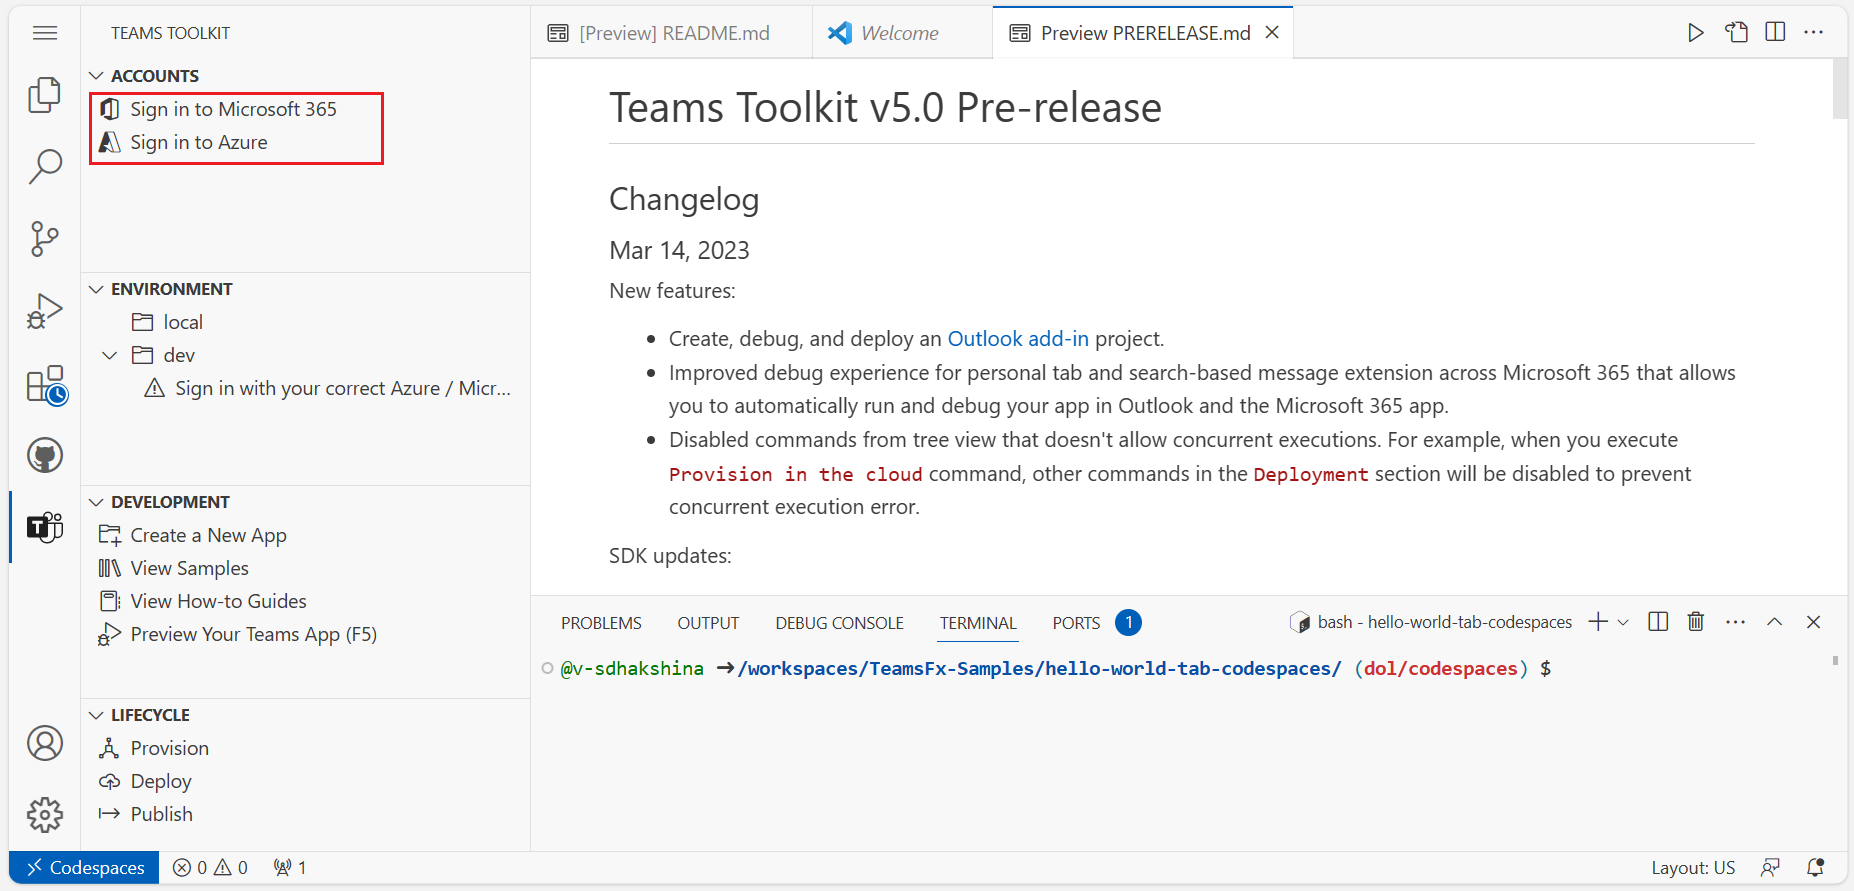 TEAMS TOOLKIT
ACCOUNTS
Sign in to Microsoft 365
Sign in to Azure
ENVIRONMENT
local
dev
Sign in with your correct Azure / Micr...
DEVELOPMENT
Create a New App
View Samples
View How-to Guides
Preview Your Teams App (F5)
LIFECYCLE
Provision
Deploy
Publish
[Preview] README.md
Welcome
Preview PRERELEASE.md
Teams Toolkit v5.0 Pre-release
Changelog
Mar 14, 2023
New features:
• Create, debug, and deploy an Outlook add-in project.
• Improved debug experience for personal tab and search-based message extension across Microsoft 365 that allows
you to automatically run and debug your app in Outlook and the Microsoft 365 app.
• Disabled commands from tree view that doesn't allow concurrent executions. For example, when you execute
Provision in the cloud command, other commands in the Deployment section will be disabled to prevent
concurrent execution error.
SDK updates:
PROBLEMS OUTPUT DEBUG CONSOLE TERMINAL PORTS 1 bash - hello-world-tab-codespaces
@v-sdhakshina ➜/workspaces/TeamsFx-Samples/hello-world-tab-codespaces/ (dol/codespaces) $
Codespaces 0 0 1 Layout: US